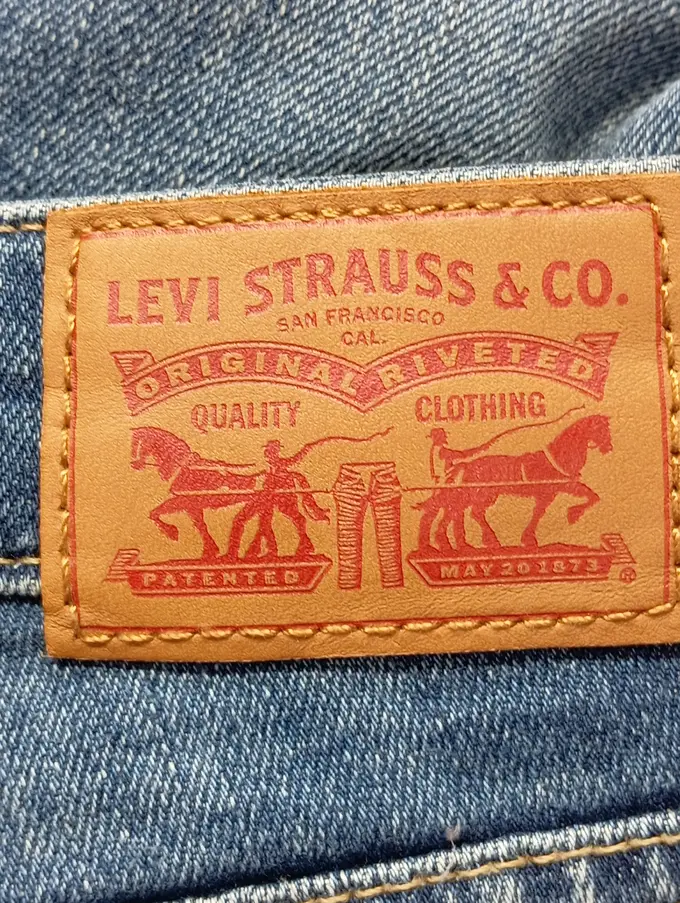 LEVI STRAUSS & CO.
SAN FRANCISCO
CAL.
ORIGINAL RIVETED
QUALITY CLOTHING
PATENTED MAY 20 1873 ®